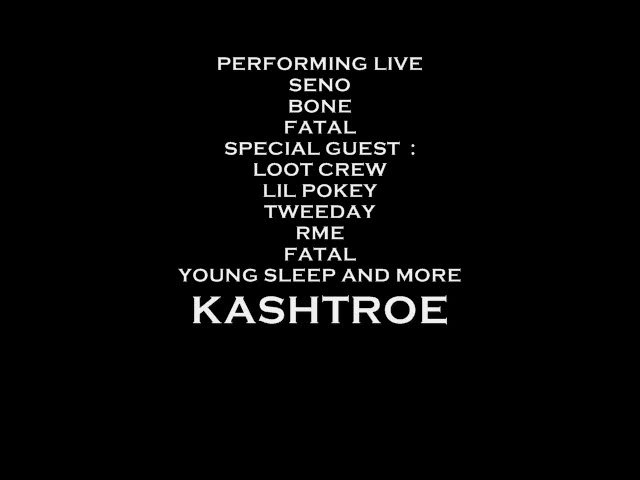 PERFORMING LIVE
SENO
BONE
FATAL
SPECIAL GUEST :
LOOT CREW
LIL POKEY
TWEEDAY
RME
FATAL
YOUNG SLEEP AND MORE
KASHTROE